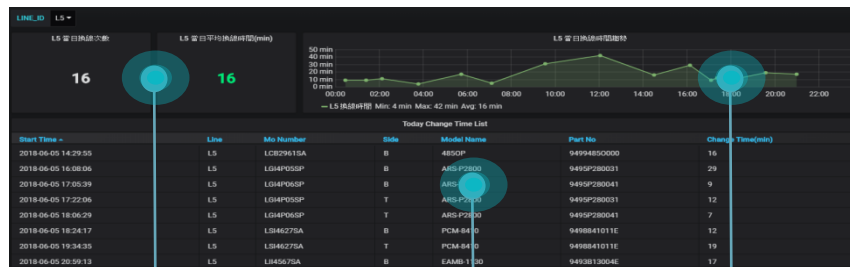 LINE_ID L5
L5 當日換線次數
L5 當日平均換線時間(min)
L5 當日換線時間趨勢
16
16
50 min
40 min
30 min
20 min
10 min
0 min
00:00 02:00 04:00 06:00 08:00 10:00 12:00 14:00 16:00 18:00 20:00 22:00
L5 換線時間 Min: 4 min Max: 42 min Avg: 16 min
Today Change Time List
Start Time Line Mo Number Side Model Name Part No Change Time(min)
2018-06-05 14:29:55 L5 LCB2961SA B 485OP 9499485O000 16
2018-06-05 16:08:06 L5 LGI4P05SP B ARS-P2800 9495P280031 29
2018-06-05 17:05:39 L5 LGI4P06SP B 9495P280041 9
2018-06-05 17:22:06 L5 LGI4P05SP T ARS-P2800 9495P280031 12
2018-06-05 18:06:29 L5 LGI4P06SP T ARS-P2800 9495P280041 7
2018-06-05 18:24:17 L5 LSI4627SA B PCM-8410 9498841011E 12
2018-06-05 19:34:35 L5 LSI4627SA T PCM-8410 9498841011E 19
2018-06-05 20:59:13 L5 LII4567SA B EAMB-1130 9493B13004E 17